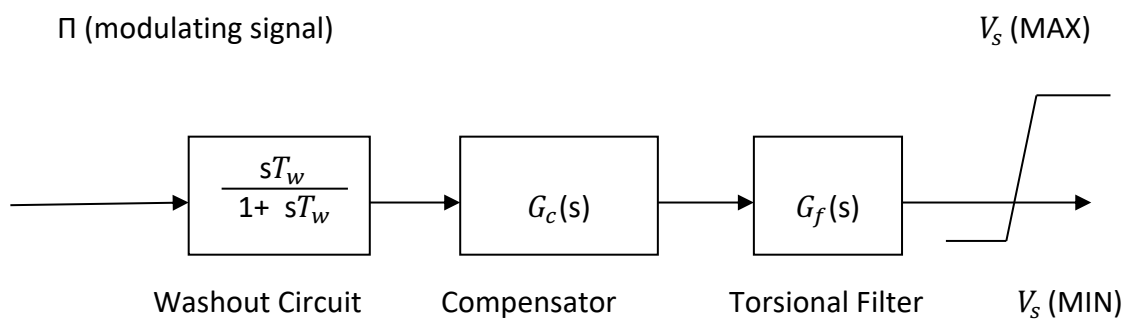 Π (modulating signal) V_s (MAX)
sT_w
1+ sT_w
G_c(s)
G_f(s)
Washout Circuit Compensator Torsional Filter V_s (MIN)